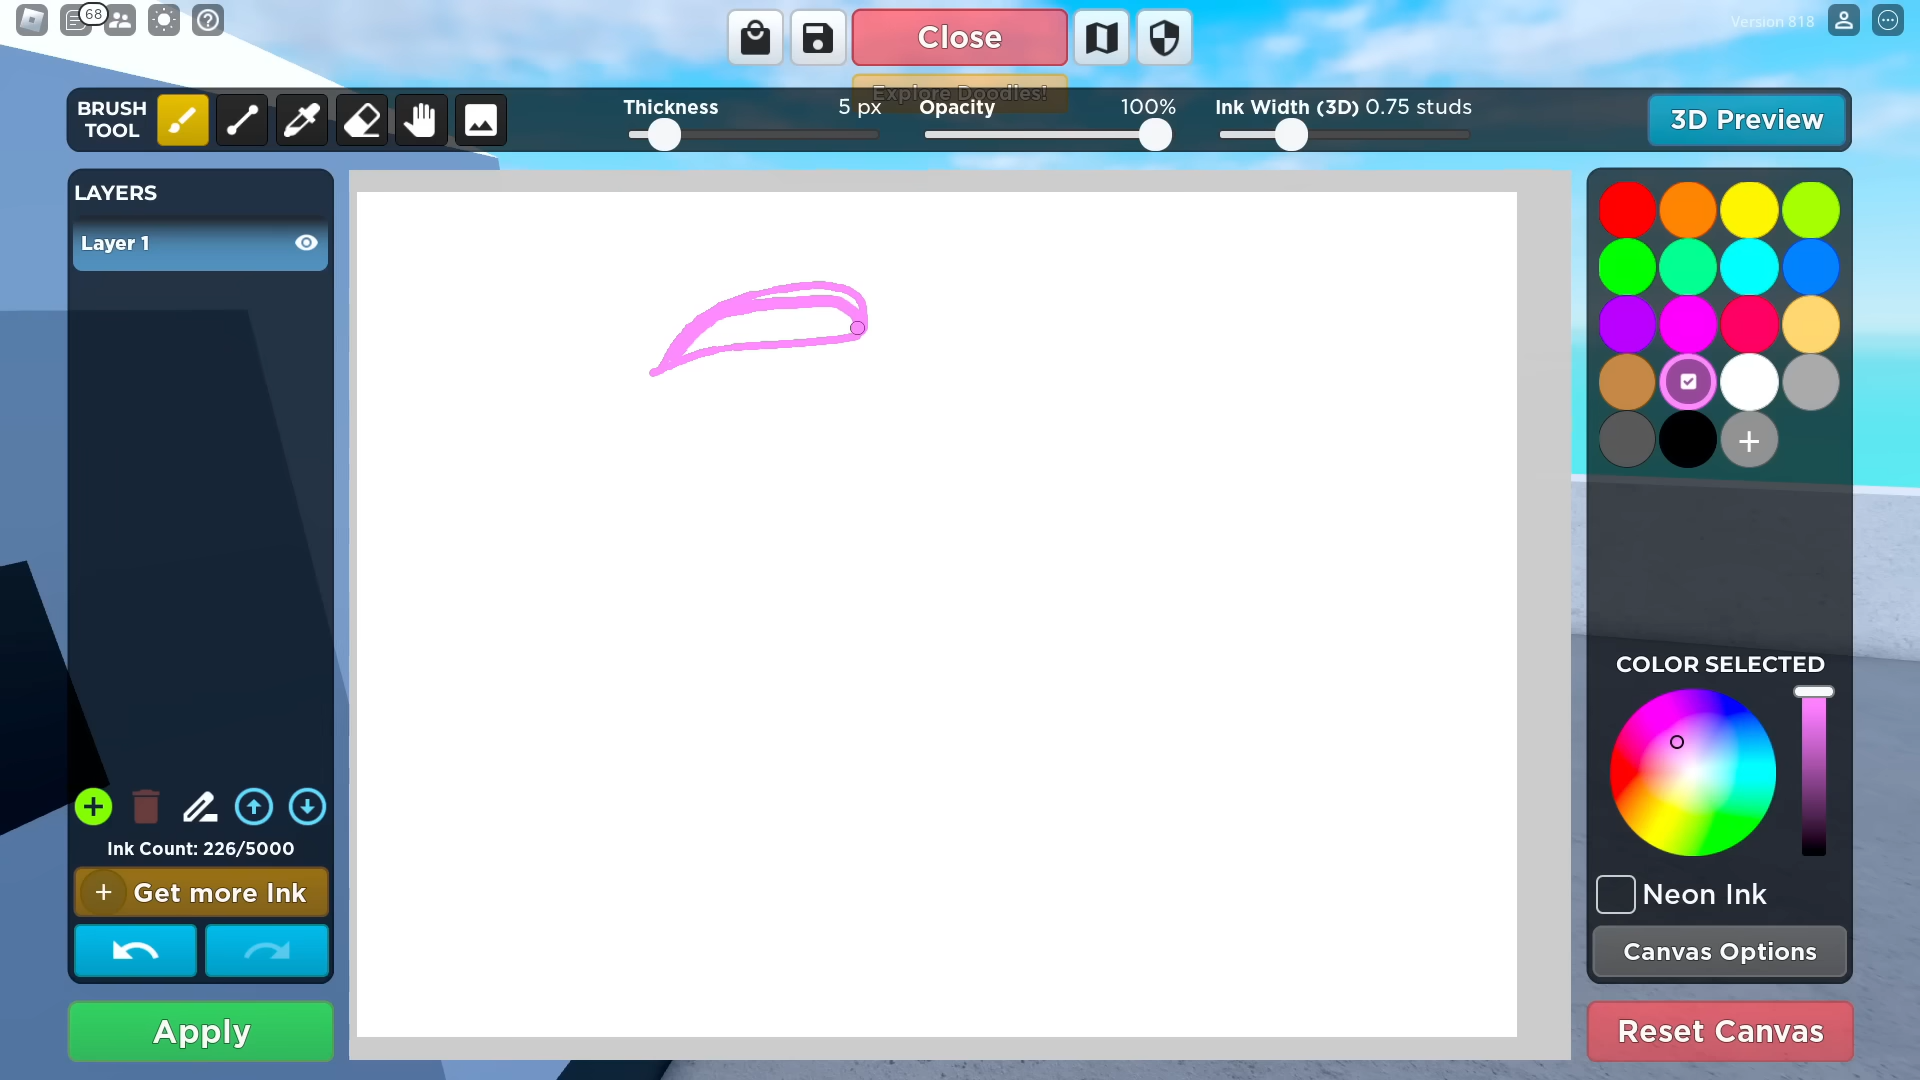 68
Close
Version 818
Explore Doodles!
BRUSH
TOOL
Thickness 5 px
Opacity 100%
Ink Width (3D) 0.75 studs
3D Preview
LAYERS
Layer 1
COLOR SELECTED
Ink Count: 226/5000
Get more Ink
Neon Ink
Canvas Options
Apply
Reset Canvas